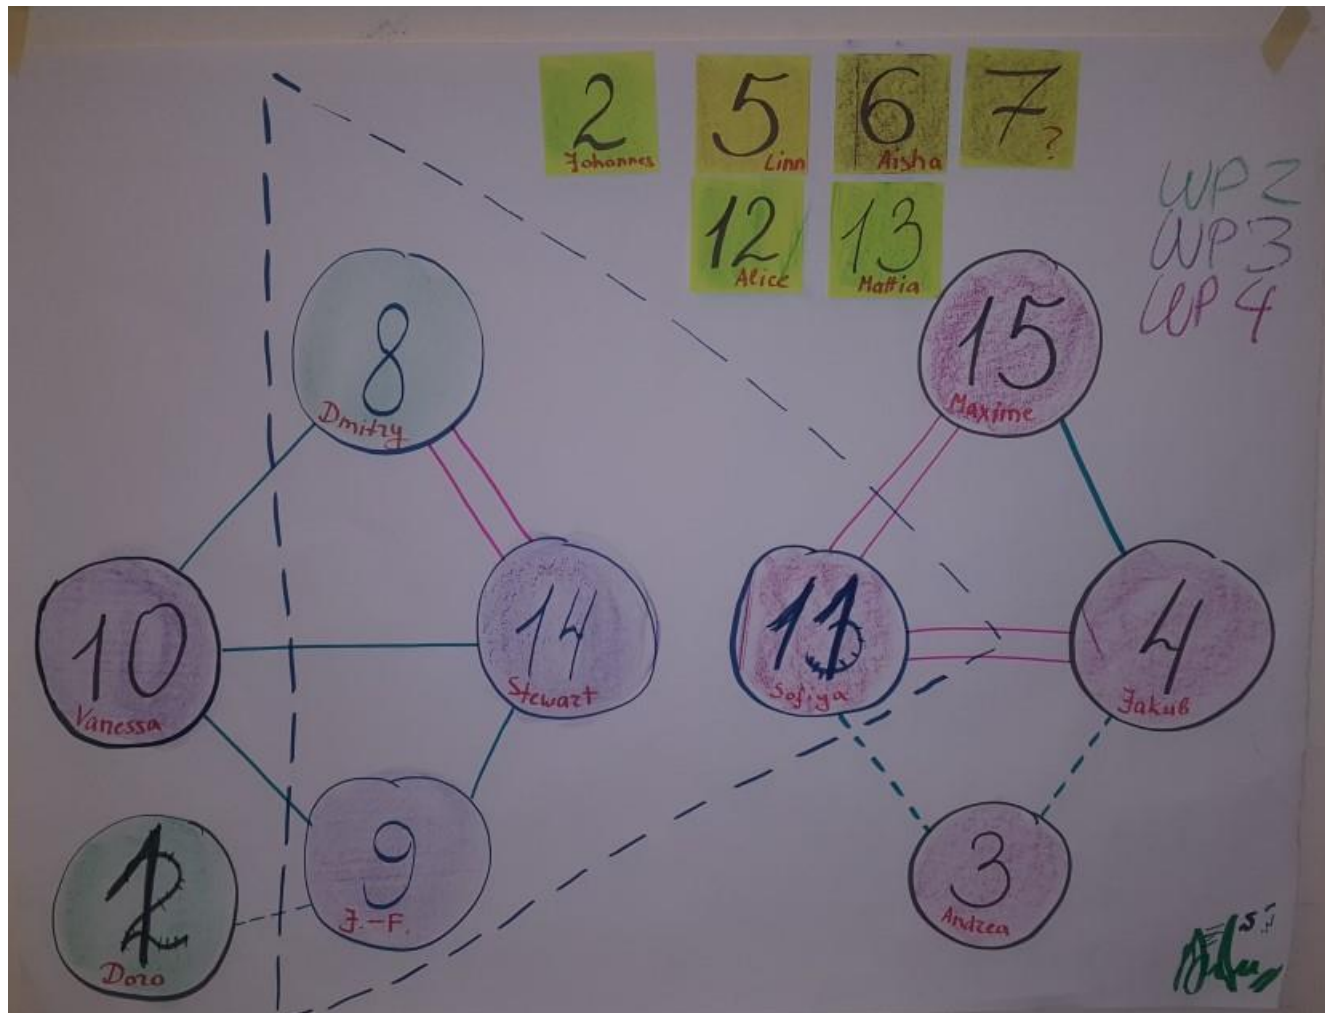 2
Johannes
5
Linn
6
Aisha
7
?
12
Alice
13
Mattia
WP 2
WP 3
WP 4
8
Dmitry
15
Maxime
10
Vanessa
14
Stewart
11
Sofiya
4
Jakub
9
J.-F.
1
Doro
3
Andrea